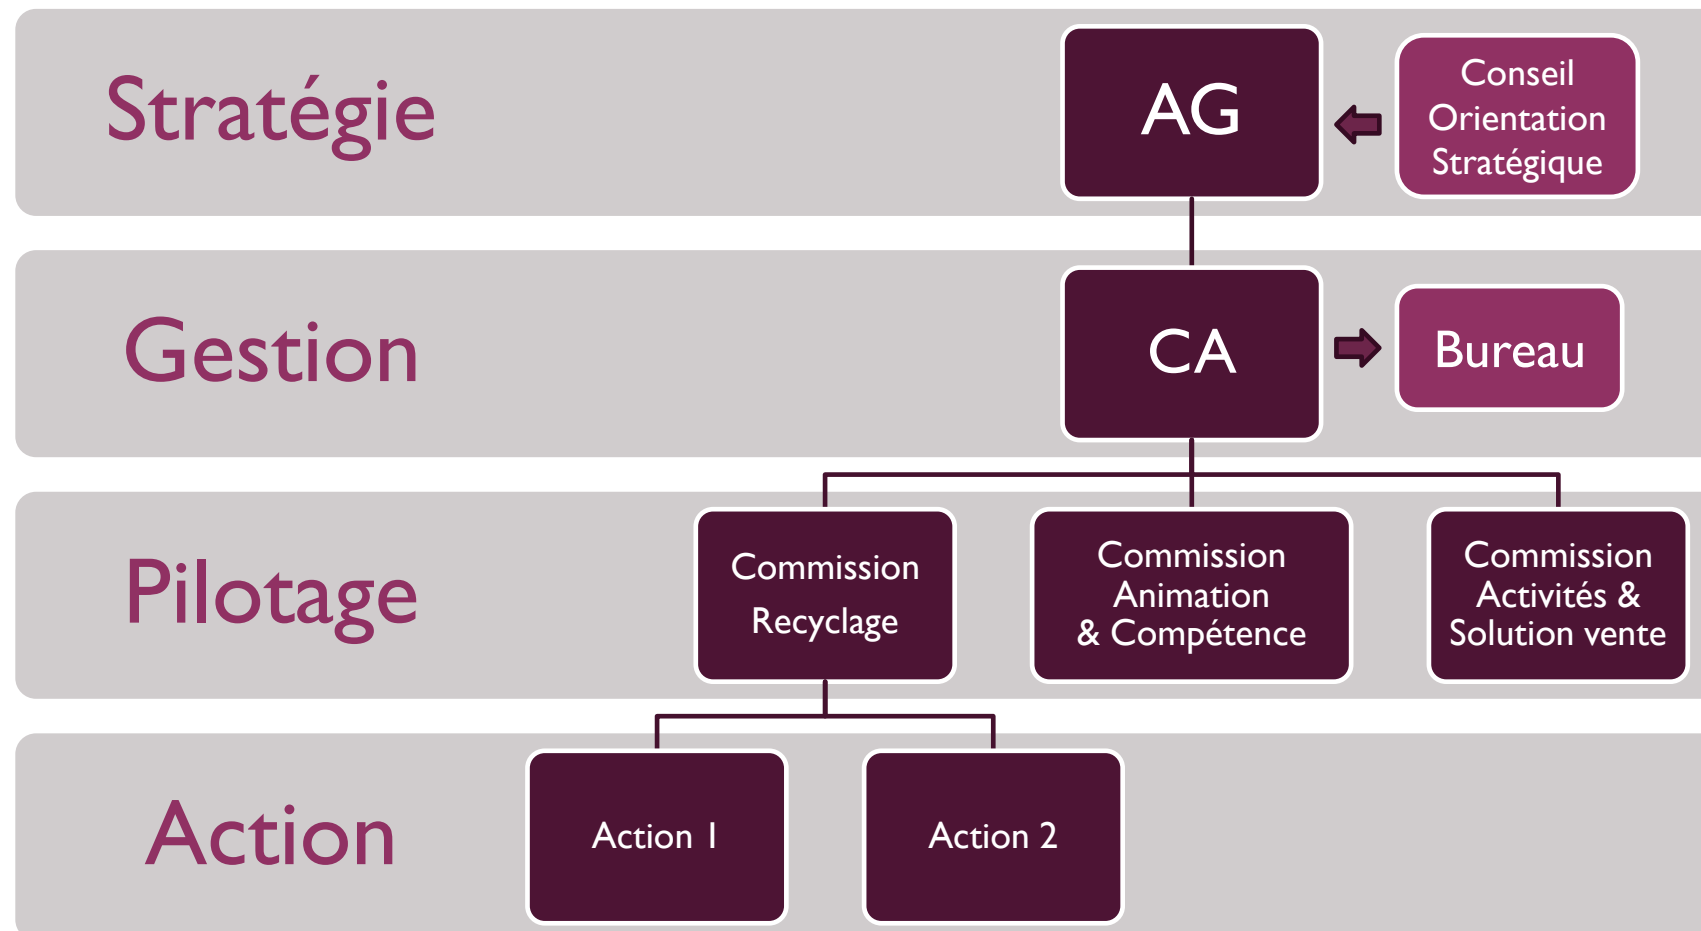 Stratégie
AG
Conseil
Orientation
Stratégique
Gestion
CA
Bureau
Pilotage
Commission
Recyclage
Commission
Animation
& Compétence
Commission
Activités &
Solution vente
Action
Action 1
Action 2